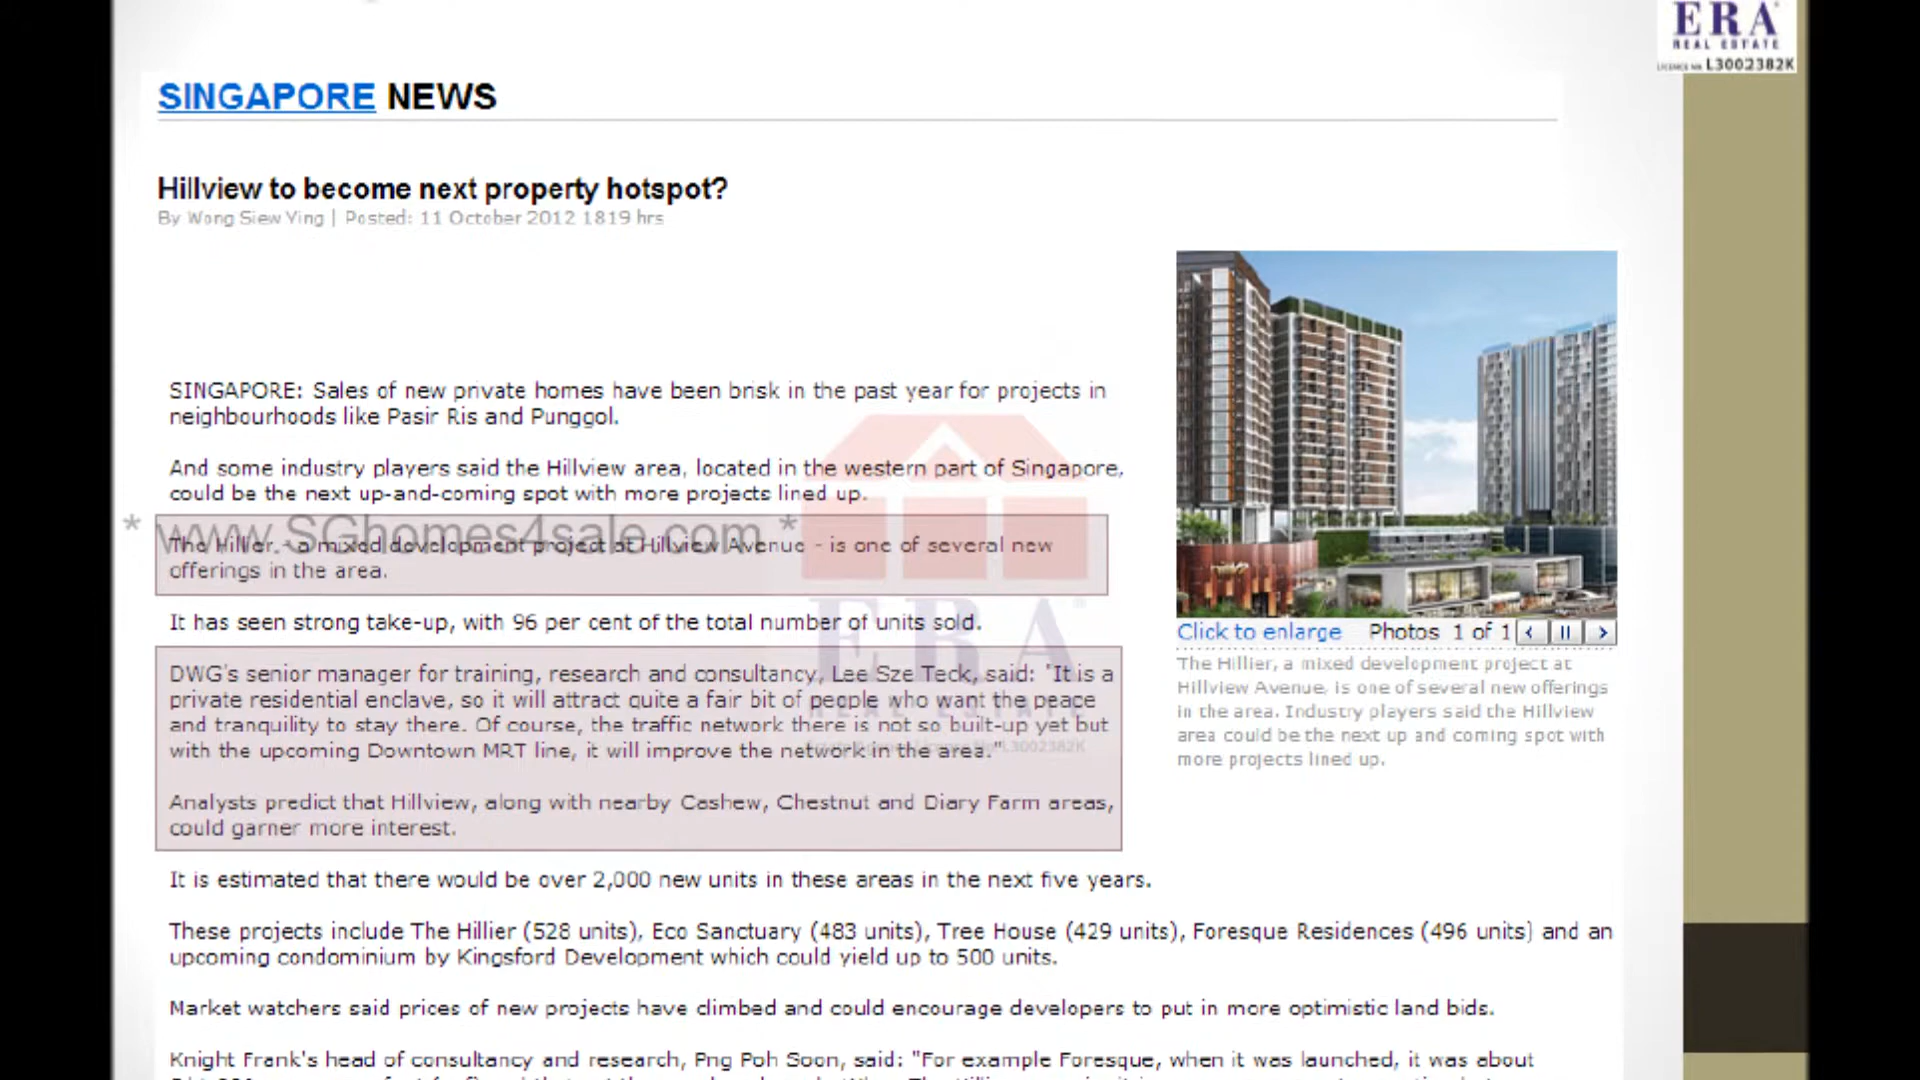 ERA
REAL ESTATE
LICENCE No. L3002382K
SINGAPORE NEWS
Hillview to become next property hotspot?
By Wong Siew Ying | Posted: 11 October 2012 1819 hrs
SINGAPORE: Sales of new private homes have been brisk in the past year for projects in
neighbourhoods like Pasir Ris and Punggol.
And some industry players said the Hillview area, located in the western part of Singapore,
could be the next up-and-coming spot with more projects lined up.
* www.SGhomes4sale.com *
The Hillier, - a mixed development project at Hillview Avenue - is one of several new
offerings in the area.
It has seen strong take-up, with 96 per cent of the total number of units sold.
ERA
REAL ESTATE
L3002382K
DWG's senior manager for training, research and consultancy, Lee Sze Teck, said: "It is a
private residential enclave, so it will attract quite a fair bit of people who want the peace
and tranquility to stay there. Of course, the traffic network there is not so built-up yet but
with the upcoming Downtown MRT line, it will improve the network in the area."
Analysts predict that Hillview, along with nearby Cashew, Chestnut and Diary Farm areas,
could garner more interest.
It is estimated that there would be over 2,000 new units in these areas in the next five years.
These projects include The Hillier (528 units), Eco Sanctuary (483 units), Tree House (429 units), Foresque Residences (496 units) and an
upcoming condominium by Kingsford Development which could yield up to 500 units.
Market watchers said prices of new projects have climbed and could encourage developers to put in more optimistic land bids.
Knight Frank's head of consultancy and research, Png Poh Soon, said: "For example Foresque, when it was launched, it was about
Click to enlarge Photos 1 of 1
The Hillier, a mixed development project at
Hillview Avenue, is one of several new offerings
in the area. Industry players said the Hillview
area could be the next up and coming spot with
more projects lined up.